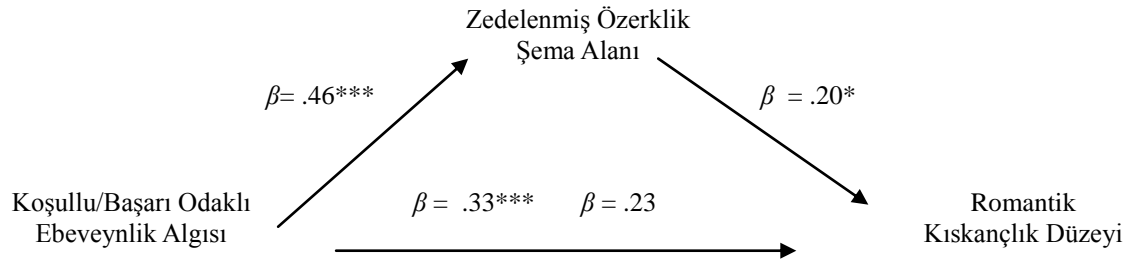 Zedelenmiş Özerklik
Şema Alanı
β= .46***
β = .20*
Koşullu/Başarı Odaklı
Ebeveynlik Algısı
β = .33*** β = .23
Romantik
Kıskançlık Düzeyi